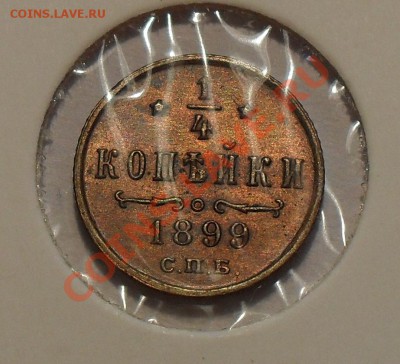 COINS.LAVE.RU
* 1/4 *
КОПѢЙКИ
1899
С.П.Б.
COINS.LAVE.RU